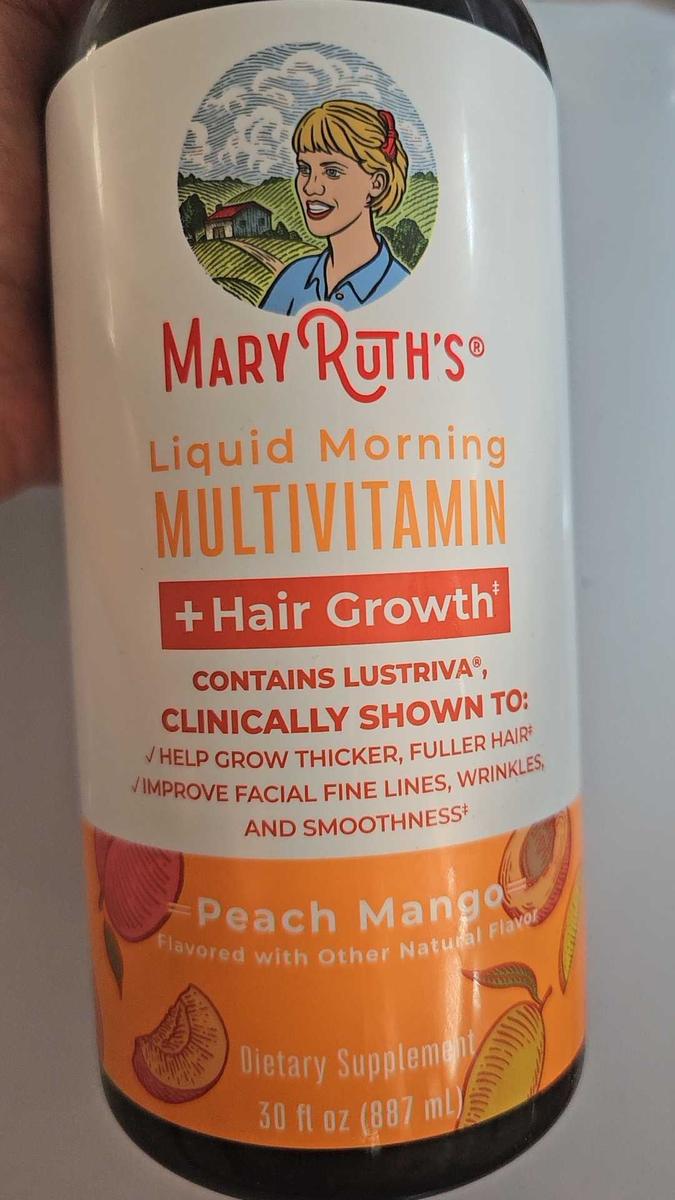 MARY RUTH'S®
Liquid Morning
MULTIVITAMIN
+Hair Growth‡
CONTAINS LUSTRIVA®,
CLINICALLY SHOWN TO:
√HELP GROW THICKER, FULLER HAIR‡
√IMPROVE FACIAL FINE LINES, WRINKLES,
AND SMOOTHNESS‡
Peach Mango
Flavored with Other Natural Flavor
Dietary Supplement
30 fl oz (887 mL)